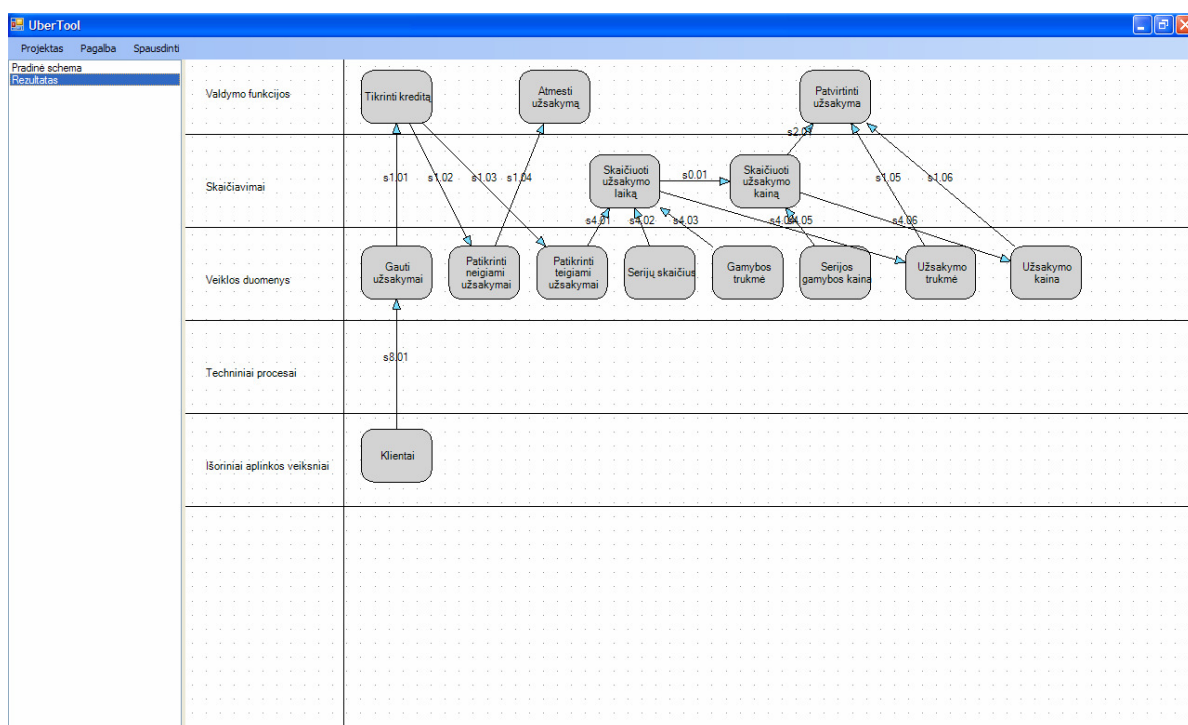 UberTool
Projektas Pagalba Spausdinti
Pradinė schema
Rezultatas
Valdymo funkcijos
Tikrinti kreditą
Atmesti
užsakymą
Patvirtinti
užsakyma
s2.01
Skaičiavimai
s1.01
s1.02
s1.03
s1.04
Skaičiuoti
užsakymo
laiką
s0.01
Skaičiuoti
užsakymo
kainą
s1.05
s1.06
s4.01
s4.02
s4.03
s4.05
s4.06
Veiklos duomenys
Gauti
užsakymai
Patikrinti
neigiami
užsakymai
Patikrinti
teigiami
užsakymai
Serijų skaičius
Gamybos
trukmė
Serijos
gamybos kaina
Užsakymo
trukmė
Užsakymo
kaina
s8.01
Techniniai procesai
Išoriniai aplinkos veiksniai
Klientai